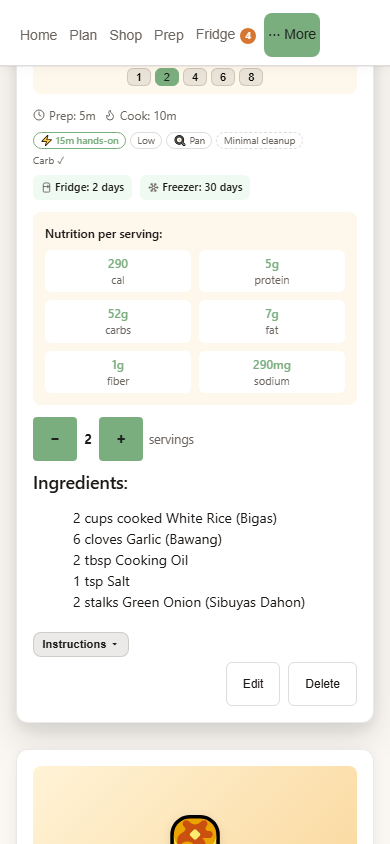 Home Plan Shop Prep Fridge 4 ··· More
1 2 4 6 8
Prep: 5m Cook: 10m
15m hands-on Low Pan Minimal cleanup
Carb ✓
Fridge: 2 days Freezer: 30 days
Nutrition per serving:
290 5g
cal protein
52g 7g
carbs fat
1g 290mg
fiber sodium
− 2 + servings
Ingredients:
2 cups cooked White Rice (Bigas)
6 cloves Garlic (Bawang)
2 tbsp Cooking Oil
1 tsp Salt
2 stalks Green Onion (Sibuyas Dahon)
Instructions
Edit Delete